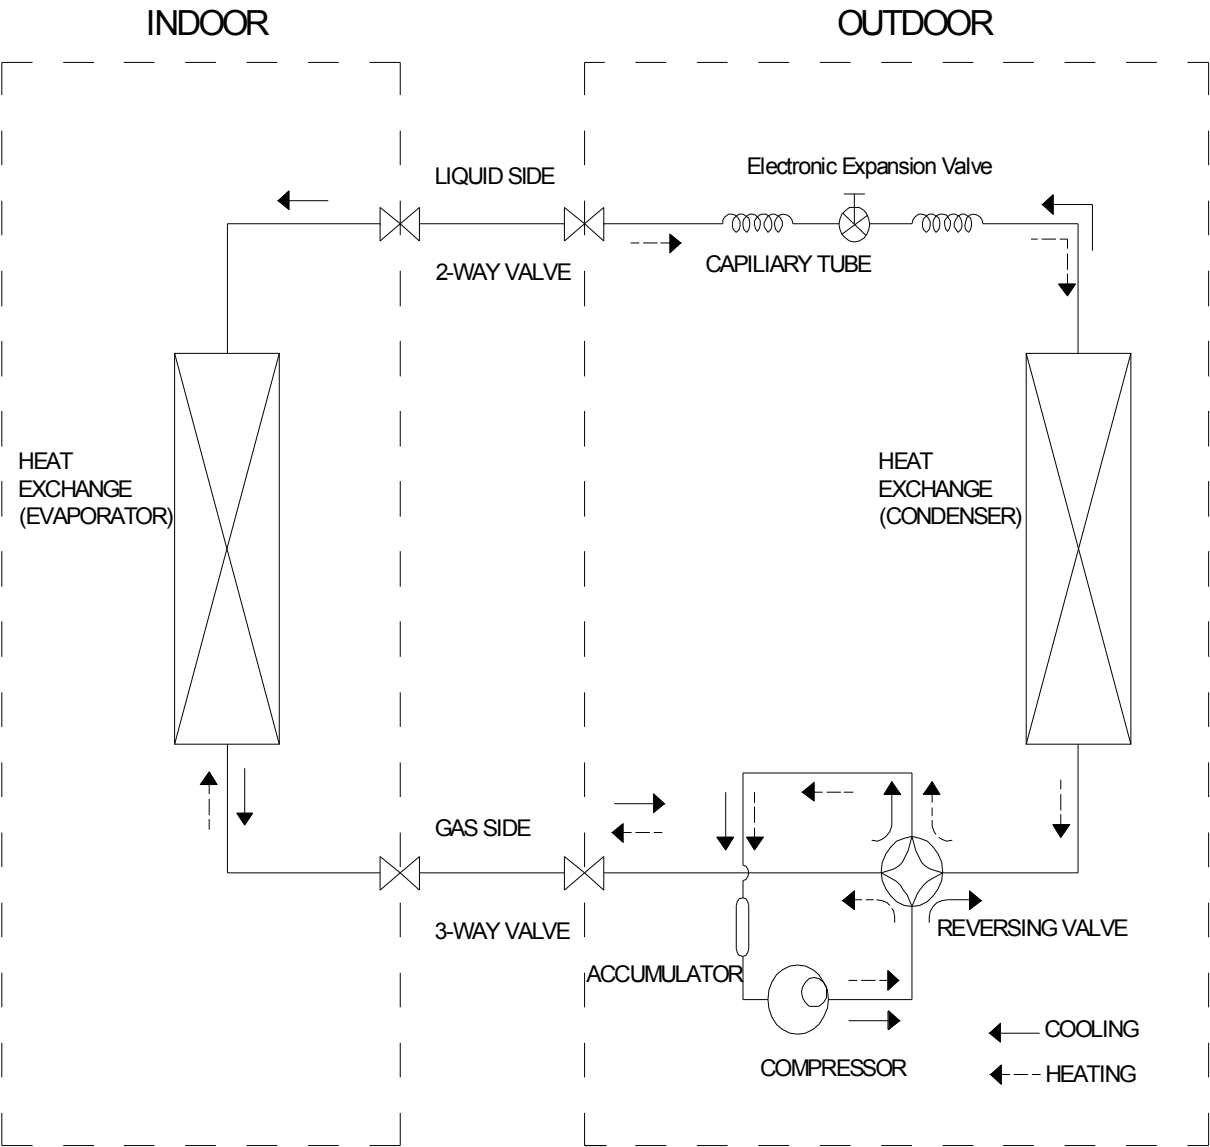 INDOOR
OUTDOOR
Electronic Expansion Valve
LIQUID SIDE
2-WAY VALVE
CAPILIARY TUBE
HEAT
EXCHANGE
(EVAPORATOR)
HEAT
EXCHANGE
(CONDENSER)
GAS SIDE
3-WAY VALVE
REVERSING VALVE
ACCUMULATOR
COMPRESSOR
COOLING
HEATING